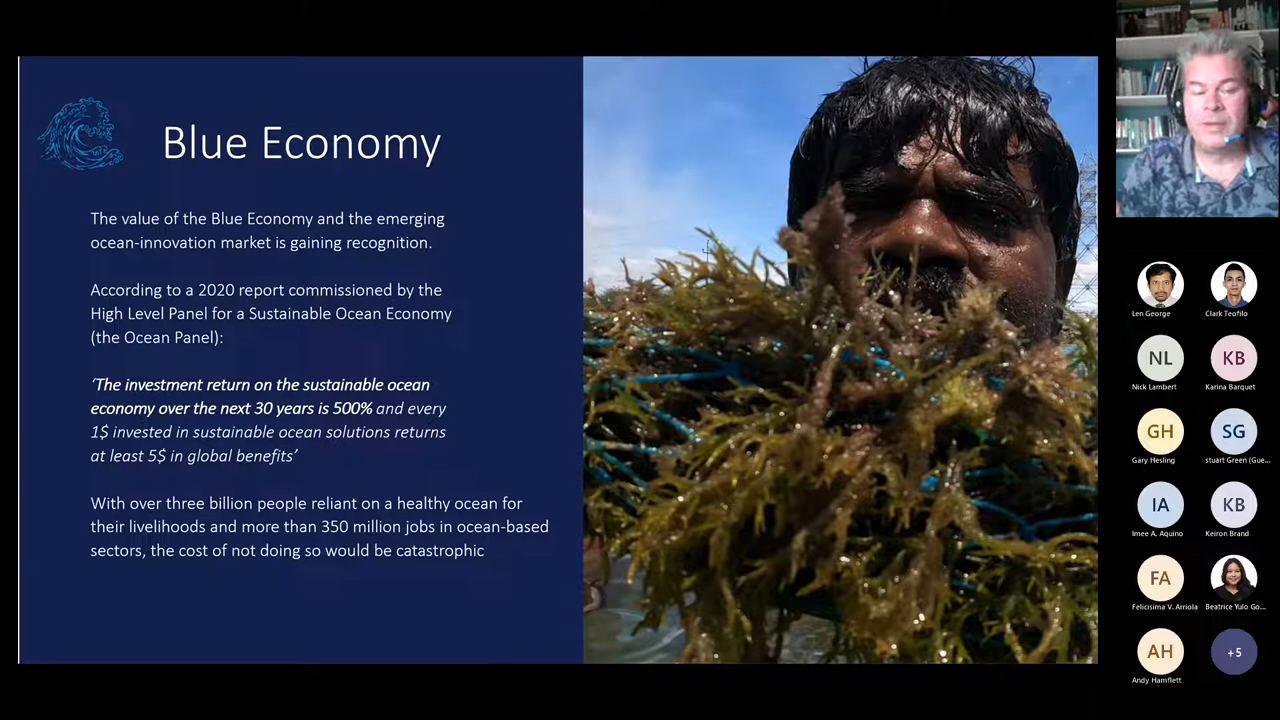 Blue Economy
The value of the Blue Economy and the emerging
ocean-innovation market is gaining recognition.
According to a 2020 report commissioned by the
High Level Panel for a Sustainable Ocean Economy
(the Ocean Panel):
‘The investment return on the sustainable ocean
economy over the next 30 years is 500% and every
1$ invested in sustainable ocean solutions returns
at least 5$ in global benefits’
With over three billion people reliant on a healthy ocean for
their livelihoods and more than 350 million jobs in ocean-based
sectors, the cost of not doing so would be catastrophic
Len George
Clark Teofilo
NL
KB
Nick Lambert
Karina Barquet
GH
SG
Gary Hesling
stuart Green (Gue...
IA
KB
Imee A. Aquino
Keiron Brand
FA
Felicisima V. Arriola
Beatrice Yulo Go...
AH
+5
Andy Hamflett